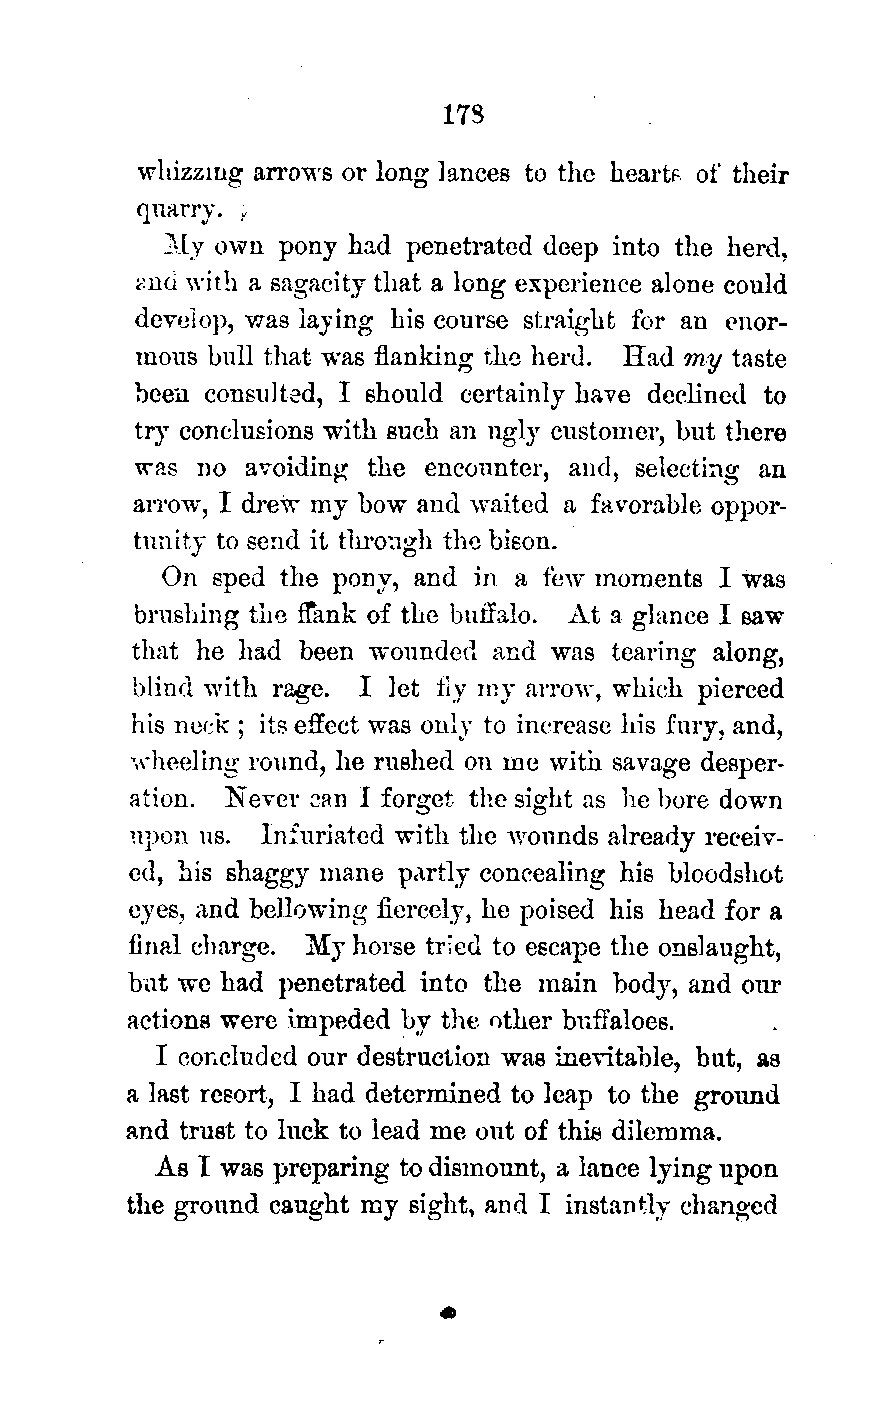 178
whizzing arrows or long lances to the hearts of their
quarry.
My own pony had penetrated deep into the herd,
and with a sagacity that a long experience alone could
develop, was laying his course straight for an enor-
mous bull that was flanking the herd. Had my taste
been consulted, I should certainly have declined to
try conclusions with such an ugly customer, but there
was no avoiding the encounter, and, selecting an
arrow, I drew my bow and waited a favorable oppor-
tunity to send it through the bison.
On sped the pony, and in a few moments I was
brushing the flank of the buffalo. At a glance I saw
that he had been wounded and was tearing along,
blind with rage. I let fly my arrow, which pierced
his neck ; its effect was only to increase his fury, and,
wheeling round, he rushed on me with savage desper-
ation. Never can I forget the sight as he bore down
upon us. Infuriated with the wounds already receiv-
ed, his shaggy mane partly concealing his bloodshot
eyes, and bellowing fiercely, he poised his head for a
final charge. My horse tried to escape the onslaught,
but we had penetrated into the main body, and our
actions were impeded by the other buffaloes.
I concluded our destruction was inevitable, but, as
a last resort, I had determined to leap to the ground
and trust to luck to lead me out of this dilemma.
As I was preparing to dismount, a lance lying upon
the ground caught my sight, and I instantly changed